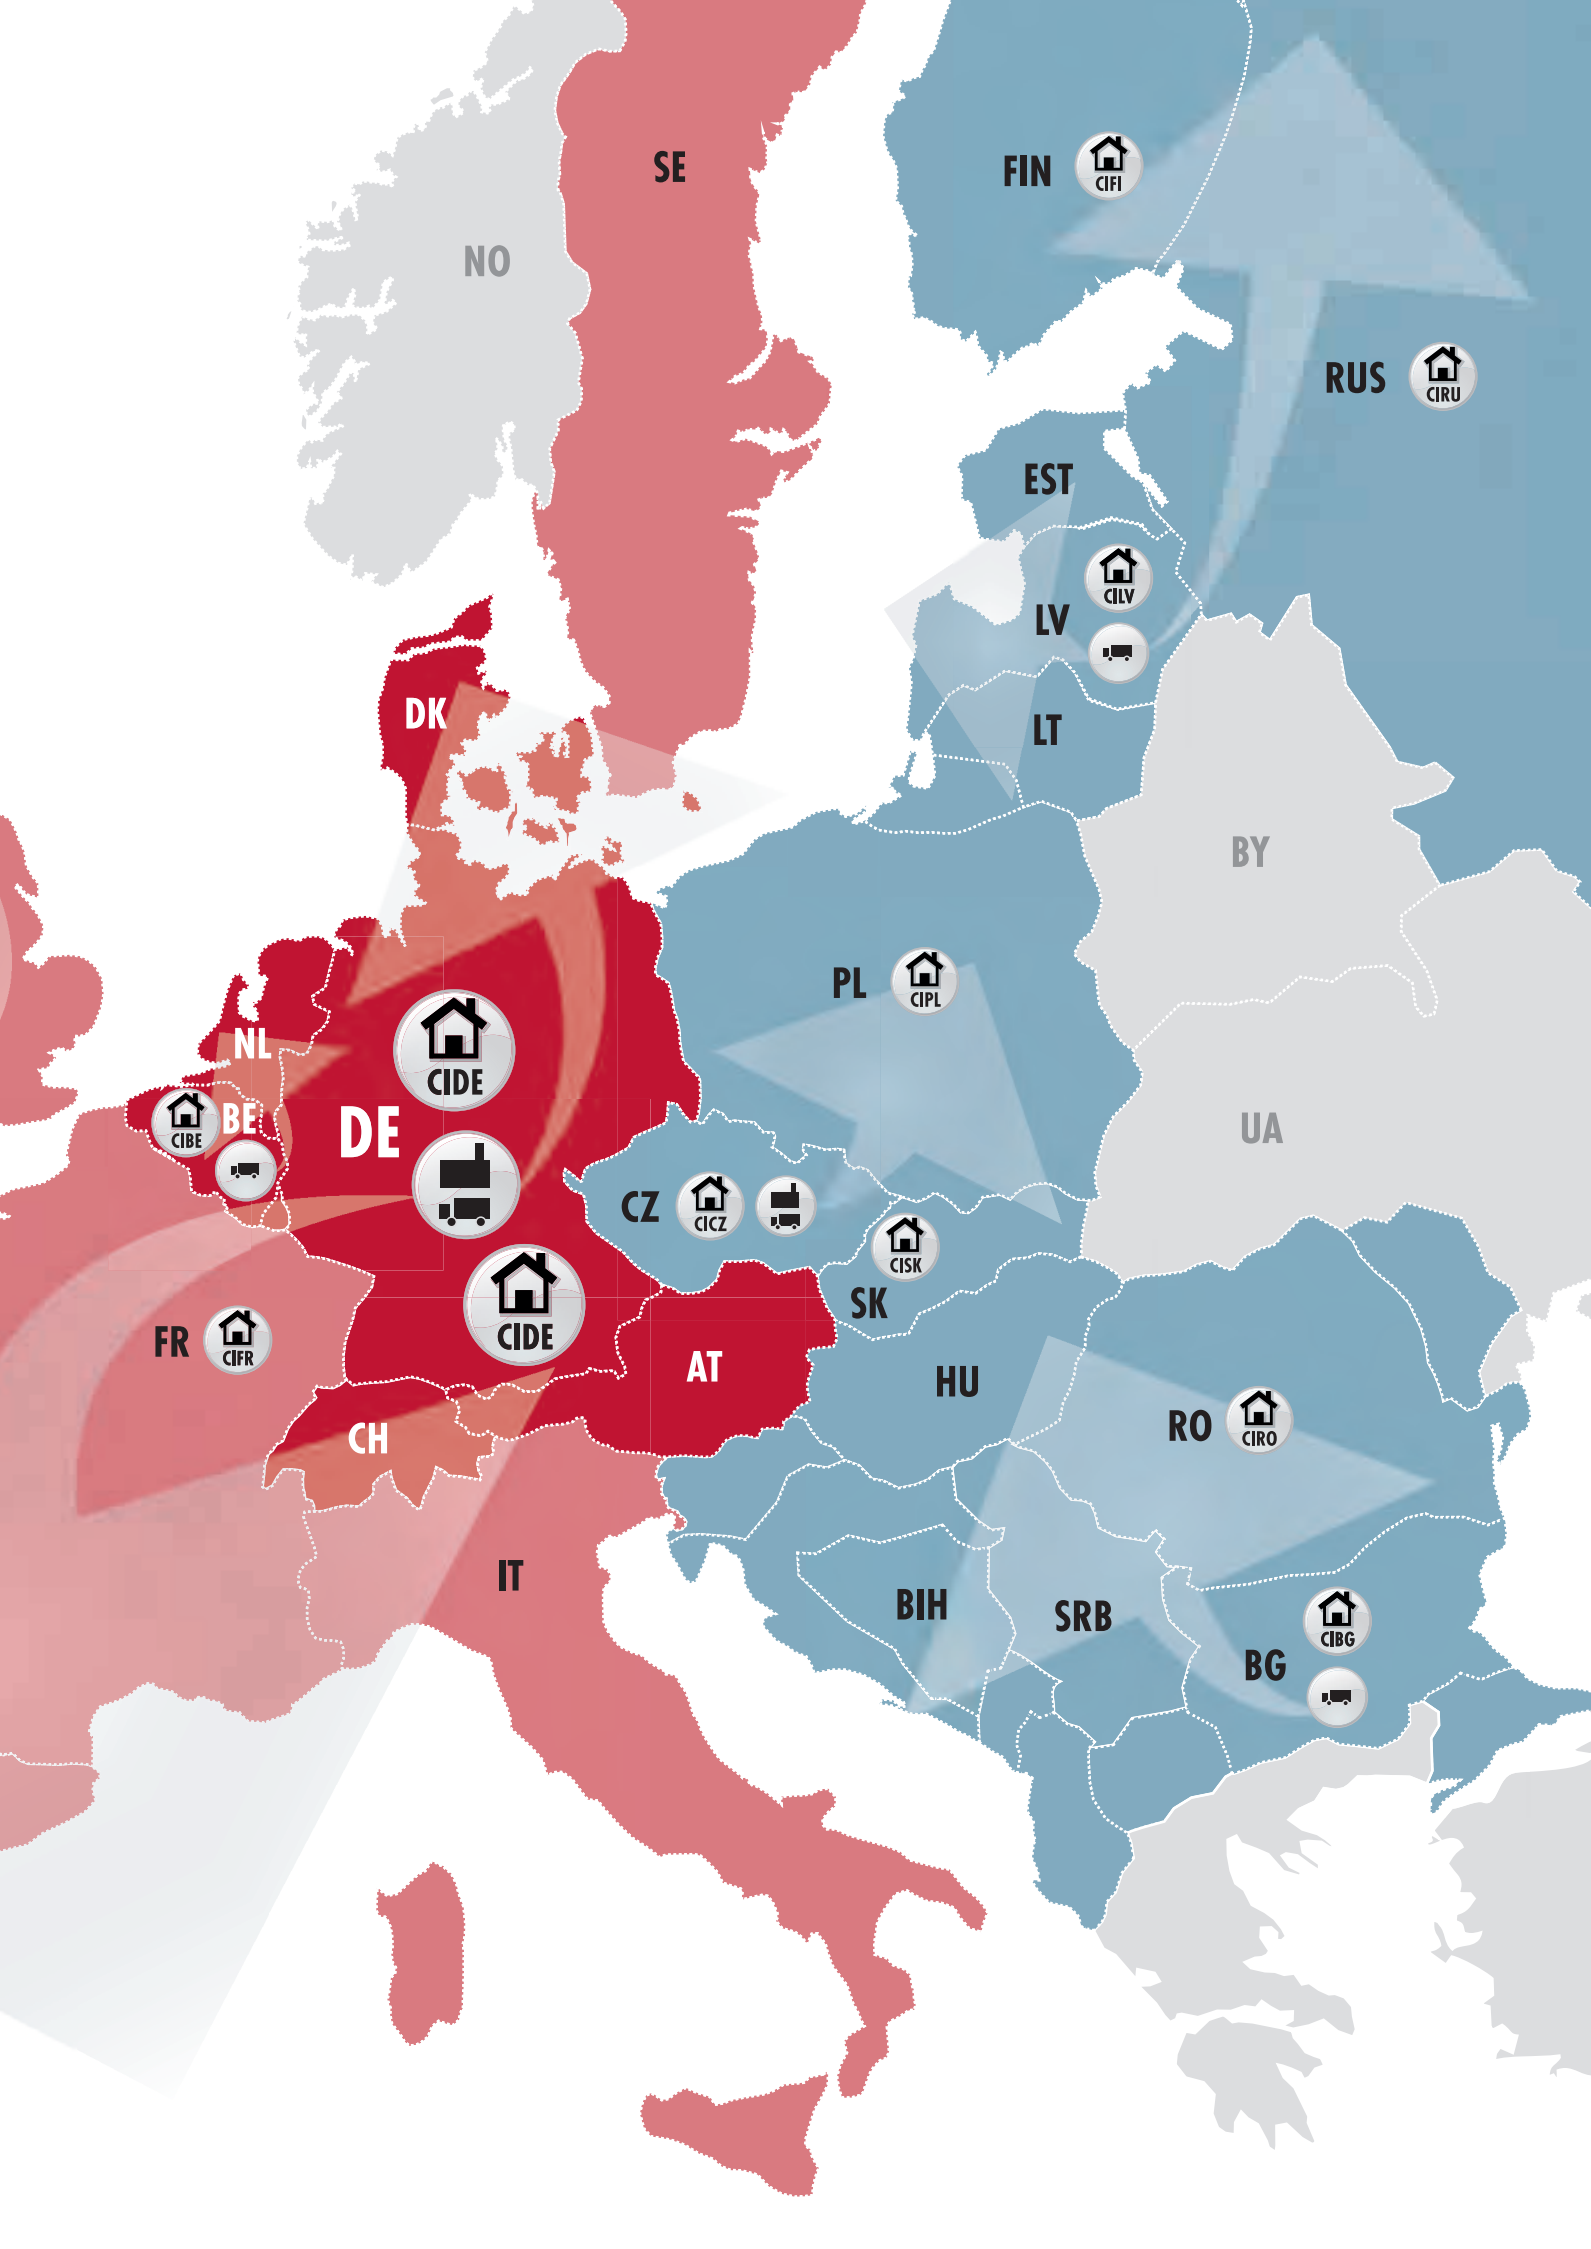 SE
FIN
CIFI
NO
RUS
CIRU
EST
CILV
LV
DK
LT
BY
PL
CIPL
NL
CIDE
BE
CIBE
DE
UA
CZ
CICZ
CISK
SK
CIDE
FR
CIFR
AT
HU
CH
RO
CIRO
IT
BIH
SRB
CIBG
BG